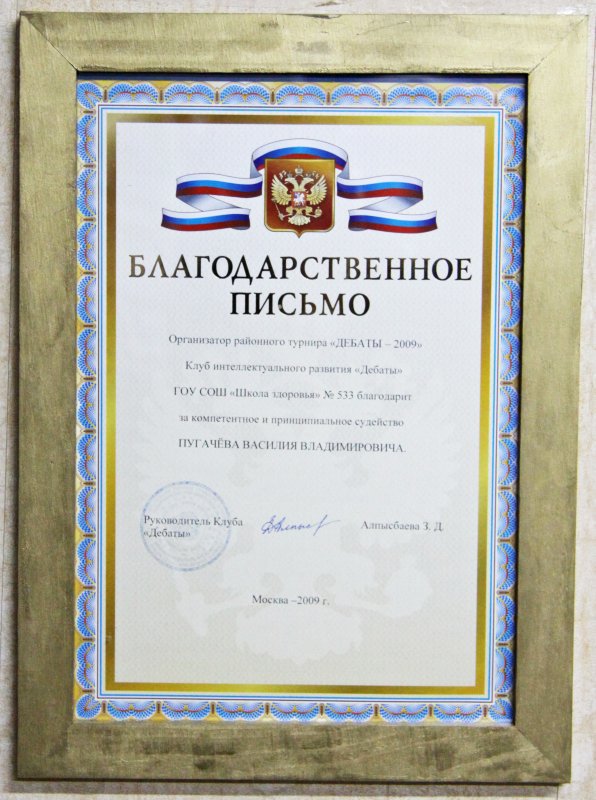 БЛАГОДАРСТВЕННОЕ
ПИСЬМО
Организатор районного турнира «ДЕБАТЫ – 2009»
Клуб интеллектуального развития «Дебаты»
ГОУ СОШ «Школа здоровья» № 533 благодарит
за компетентное и принципиальное судейство
ПУГАЧЁВА ВАСИЛИЯ ВЛАДИМИРОВИЧА.
Руководитель Клуба
«Дебаты»
Алпысбаева З. Д.
Москва –2009 г.